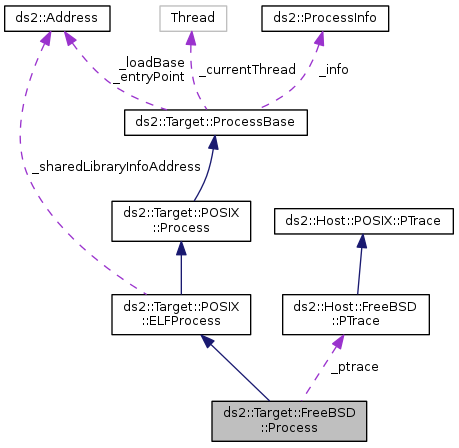 ds2::Address
Thread
ds2::ProcessInfo
_loadBase
_entryPoint
_currentThread
_info
ds2::Target::ProcessBase
_sharedLibraryInfoAddress
ds2::Target::POSIX
::Process
ds2::Host::POSIX::PTrace
ds2::Target::POSIX
::ELFProcess
ds2::Host::FreeBSD
::PTrace
_ptrace
ds2::Target::FreeBSD
::Process